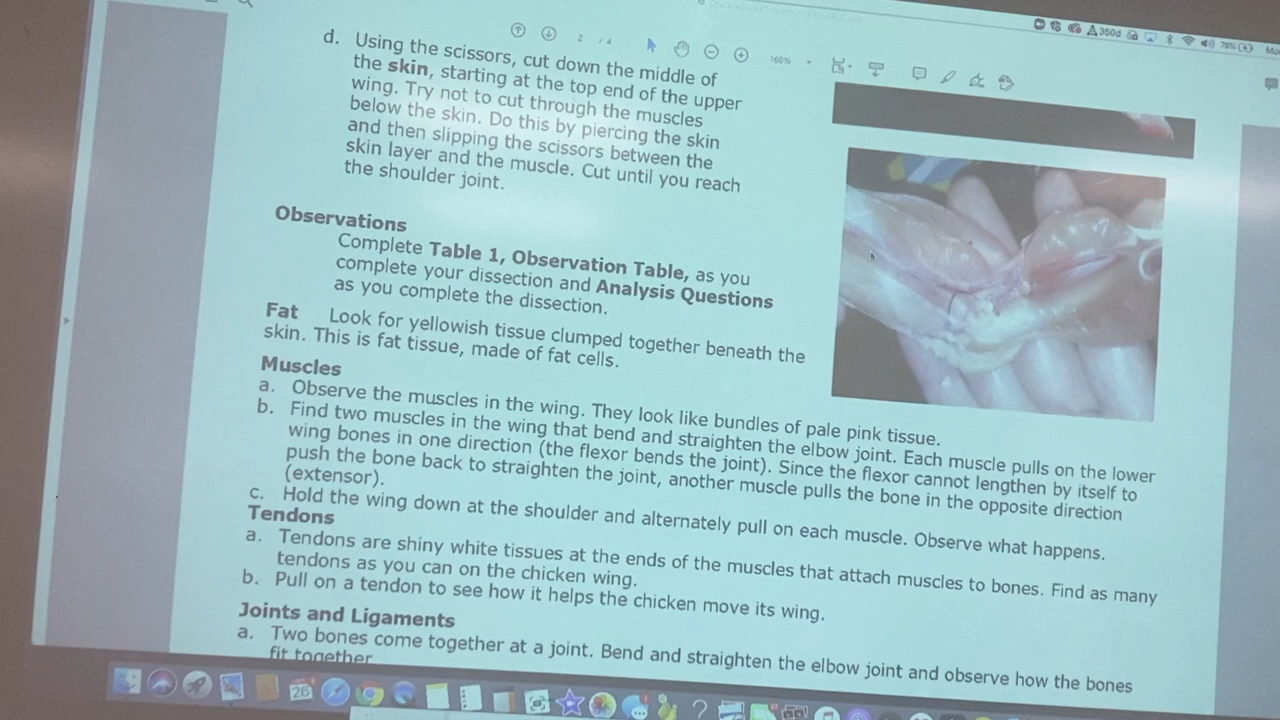 2 / 4
160%
350d
76%
d. Using the scissors, cut down the middle of
the skin, starting at the top end of the upper
wing. Try not to cut through the muscles
below the skin. Do this by piercing the skin
and then slipping the scissors between the
skin layer and the muscle. Cut until you reach
the shoulder joint.
Observations
Complete Table 1, Observation Table, as you
complete your dissection and Analysis Questions
as you complete the dissection.
Fat Look for yellowish tissue clumped together beneath the
skin. This is fat tissue, made of fat cells.
Muscles
a. Observe the muscles in the wing. They look like bundles of pale pink tissue.
b. Find two muscles in the wing that bend and straighten the elbow joint. Each muscle pulls on the lower
wing bones in one direction (the flexor bends the joint). Since the flexor cannot lengthen by itself to
push the bone back to straighten the joint, another muscle pulls the bone in the opposite direction
(extensor).
c. Hold the wing down at the shoulder and alternately pull on each muscle. Observe what happens.
Tendons
a. Tendons are shiny white tissues at the ends of the muscles that attach muscles to bones. Find as many
tendons as you can on the chicken wing.
b. Pull on a tendon to see how it helps the chicken move its wing.
Joints and Ligaments
a. Two bones come together at a joint. Bend and straighten the elbow joint and observe how the bones
fit together
26